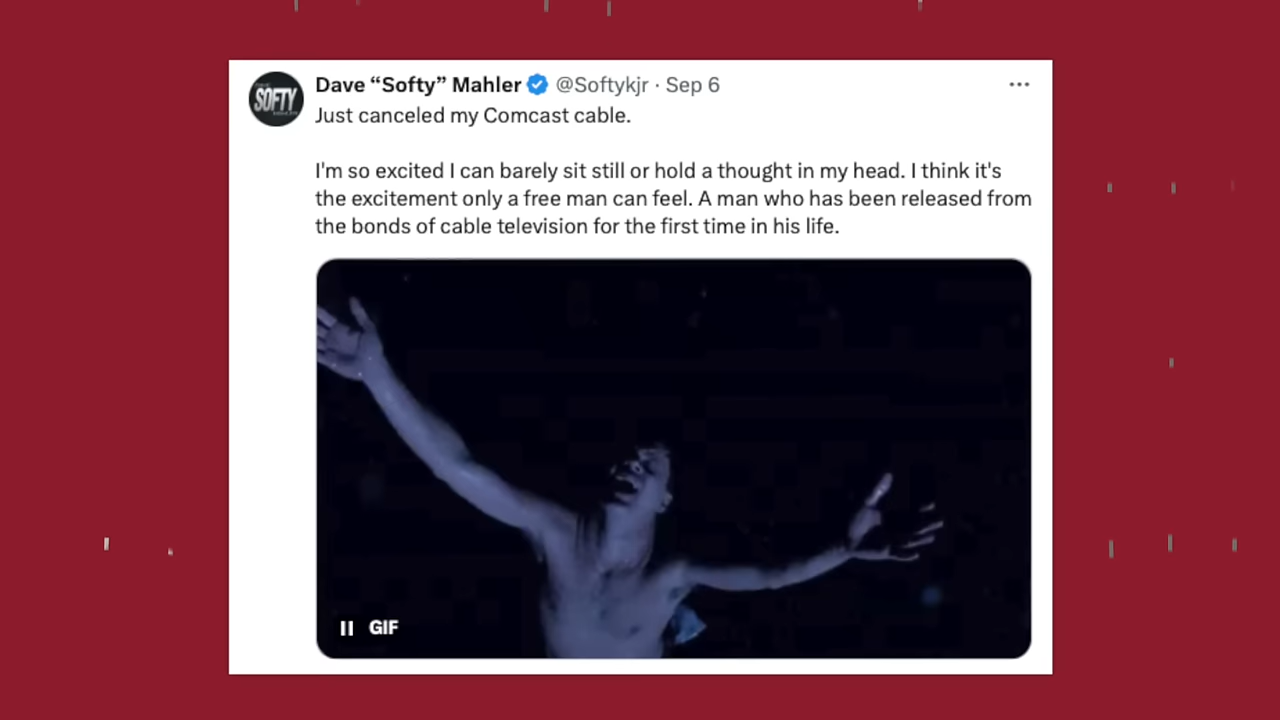 SOFTY
Dave “Softy” Mahler @Softykjr · Sep 6
Just canceled my Comcast cable.
I'm so excited I can barely sit still or hold a thought in my head. I think it's
the excitement only a free man can feel. A man who has been released from
the bonds of cable television for the first time in his life.
GIF